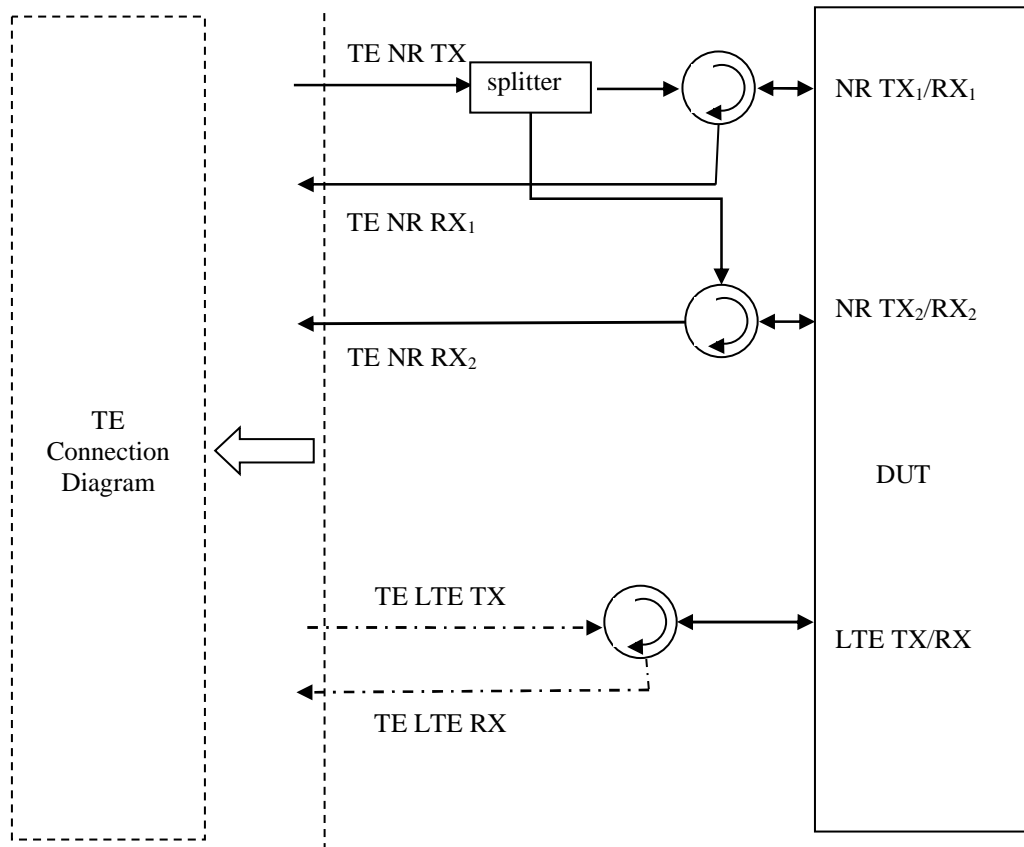 TE NR TX
splitter
NR TX₁/RX₁
TE NR RX₁
NR TX₂/RX₂
TE NR RX₂
TE
Connection
Diagram
DUT
TE LTE TX
LTE TX/RX
TE LTE RX